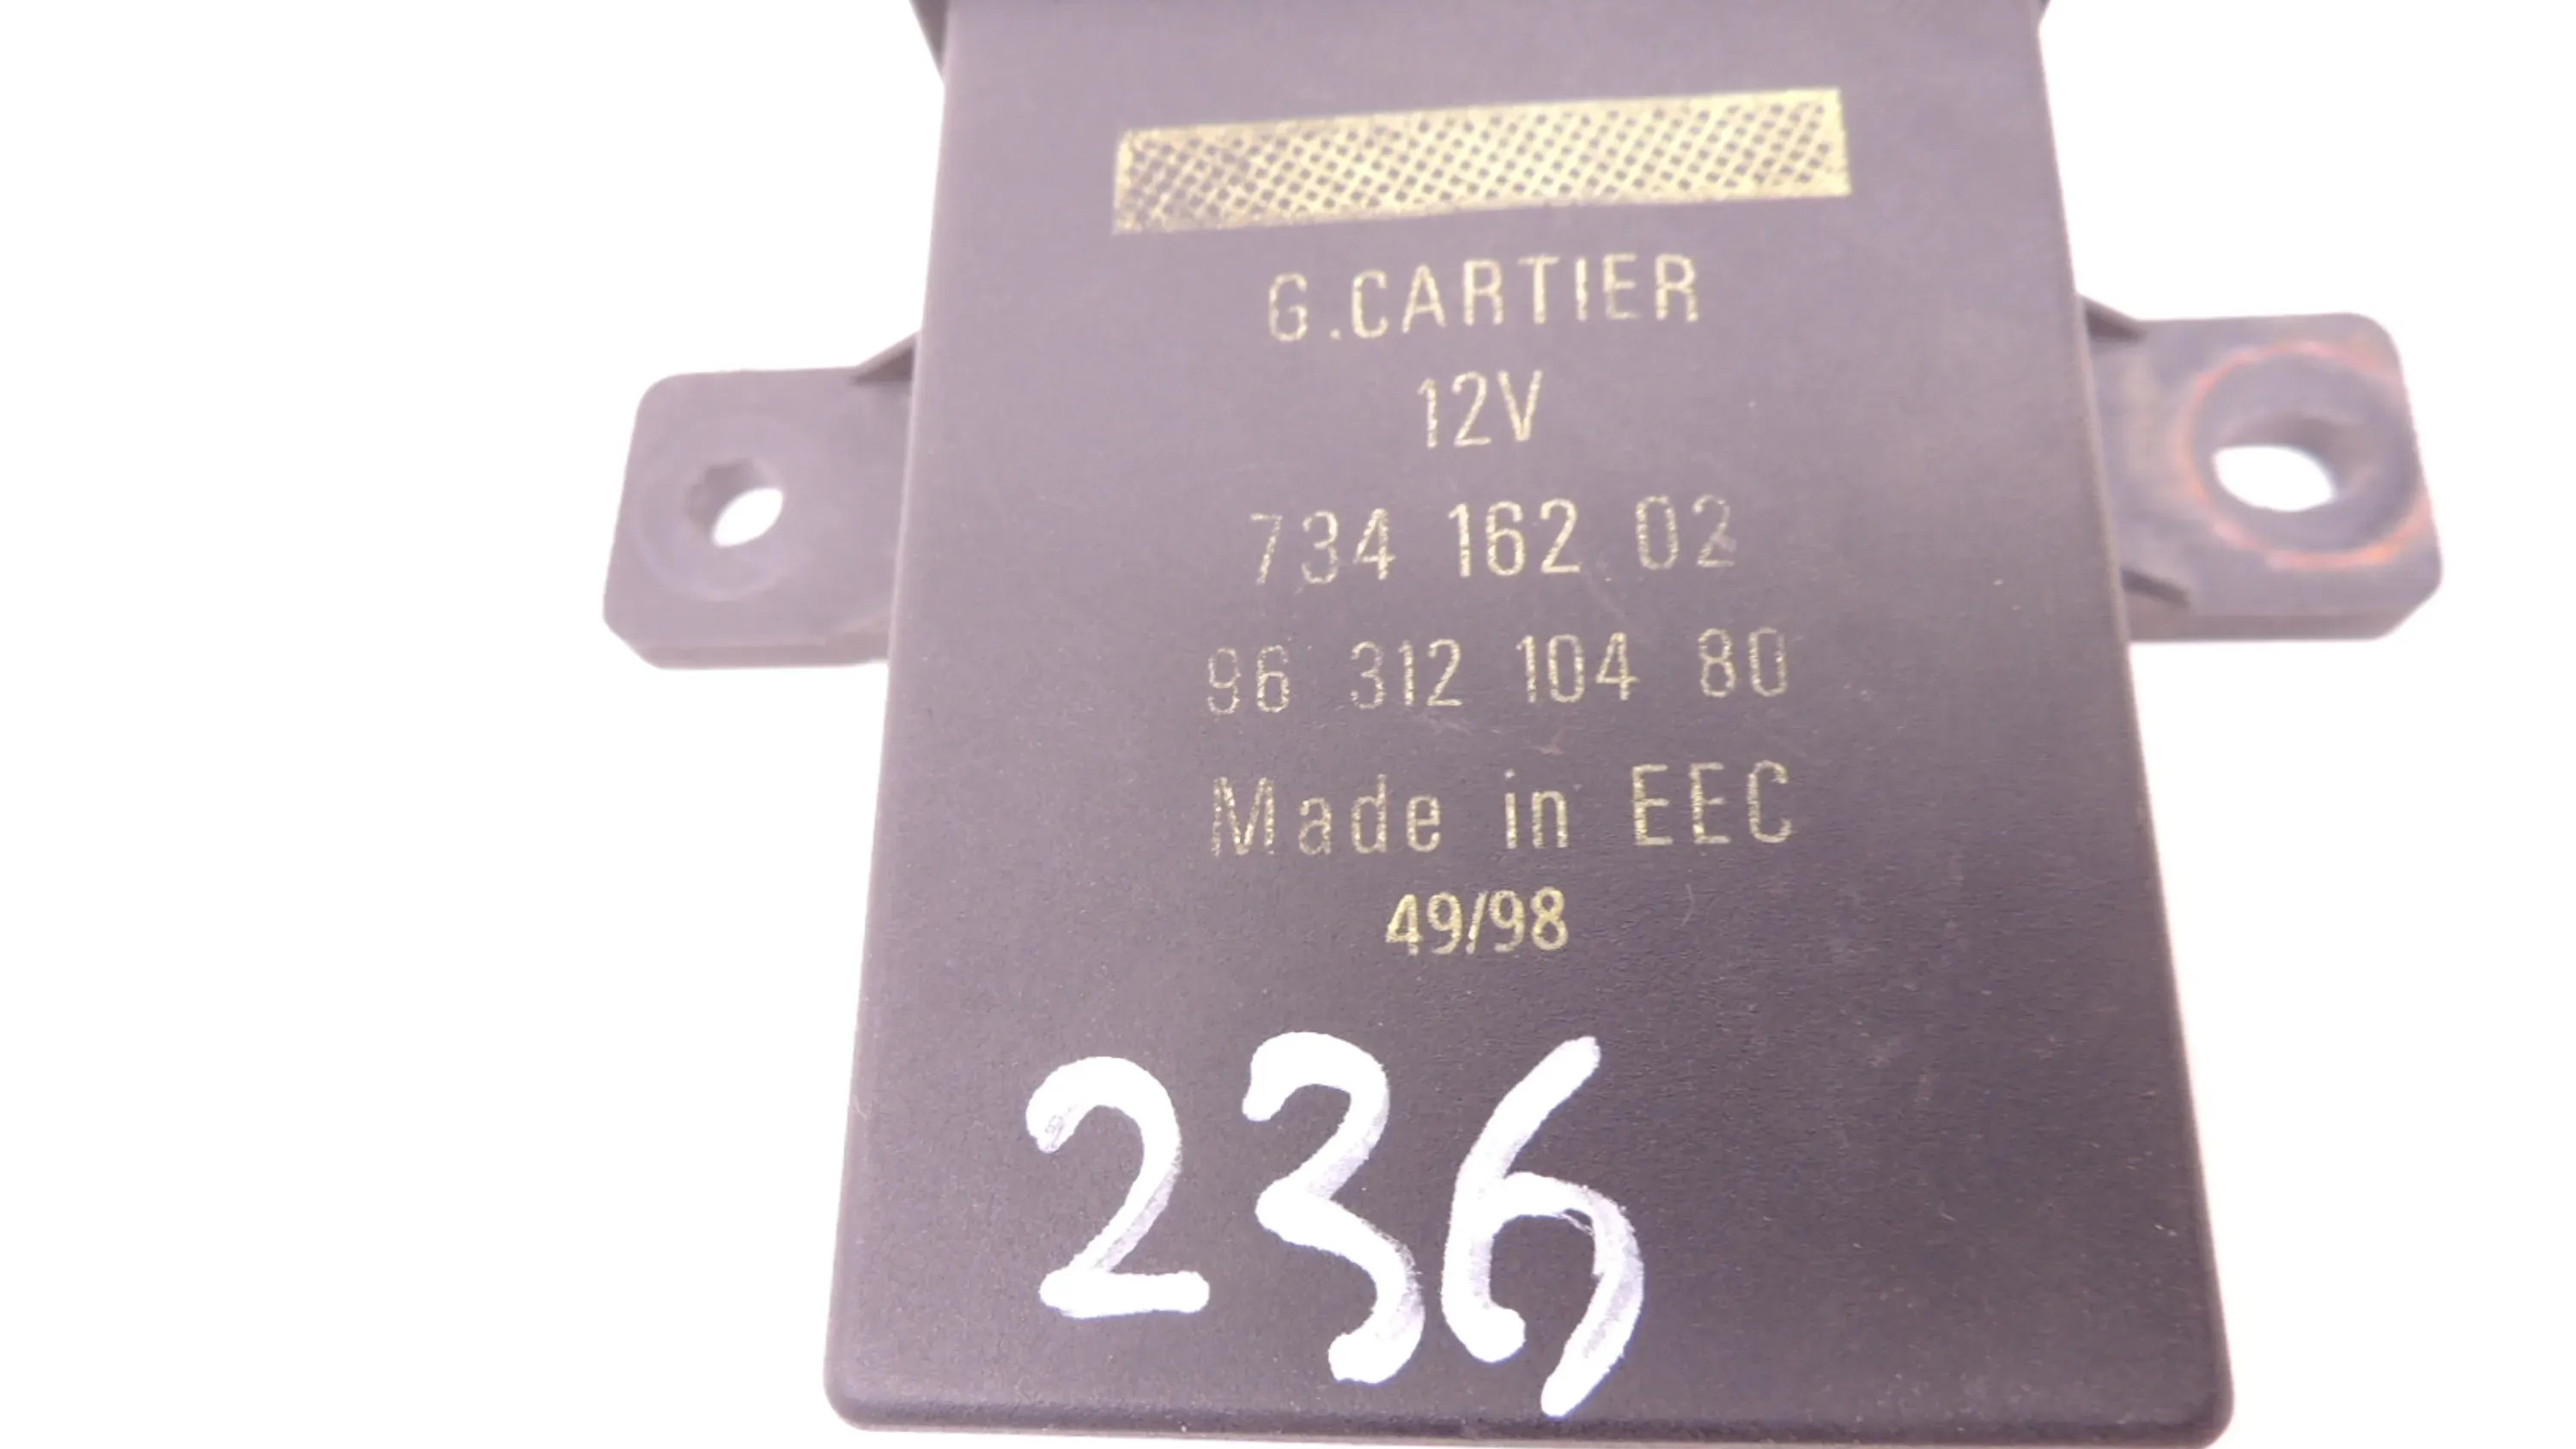 G.CARTIER
12V
734 162 02
96 312 104 80
Made in EEC
49/98
236